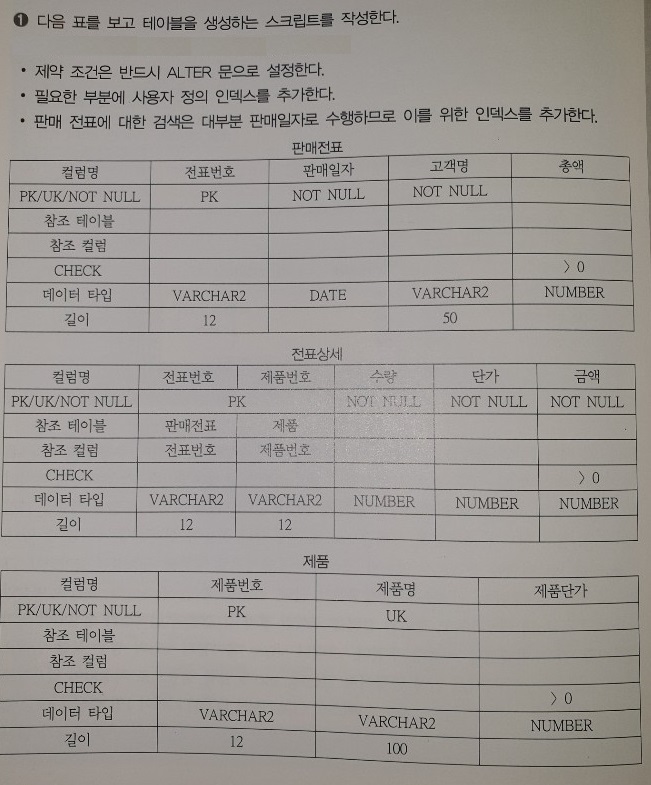 ❶ 다음 표를 보고 테이블을 생성하는 스크립트를 작성한다.
• 제약 조건은 반드시 ALTER 문으로 설정한다.
• 필요한 부분에 사용자 정의 인덱스를 추가한다.
• 판매 전표에 대한 검색은 대부분 판매일자로 수행하므로 이를 위한 인덱스를 추가한다.
판매전표
컬럼명 전표번호 판매일자 고객명 총액
PK/UK/NOT NULL PK NOT NULL NOT NULL
참조 테이블
참조 컬럼
CHECK 〉0
데이터 타입 VARCHAR2 DATE VARCHAR2 NUMBER
길이 12 50
전표상세
컬럼명 전표번호 제품번호 수량 단가 금액
PK/UK/NOT NULL PK NOT NULL NOT NULL NOT NULL
참조 테이블 판매전표 제품
참조 컬럼 전표번호 제품번호
CHECK 〉0
데이터 타입 VARCHAR2 VARCHAR2 NUMBER NUMBER NUMBER
길이 12 12
제품
컬럼명 제품번호 제품명 제품단가
PK/UK/NOT NULL PK UK
참조 테이블
참조 컬럼
CHECK 〉0
데이터 타입 VARCHAR2 VARCHAR2 NUMBER
길이 12 100